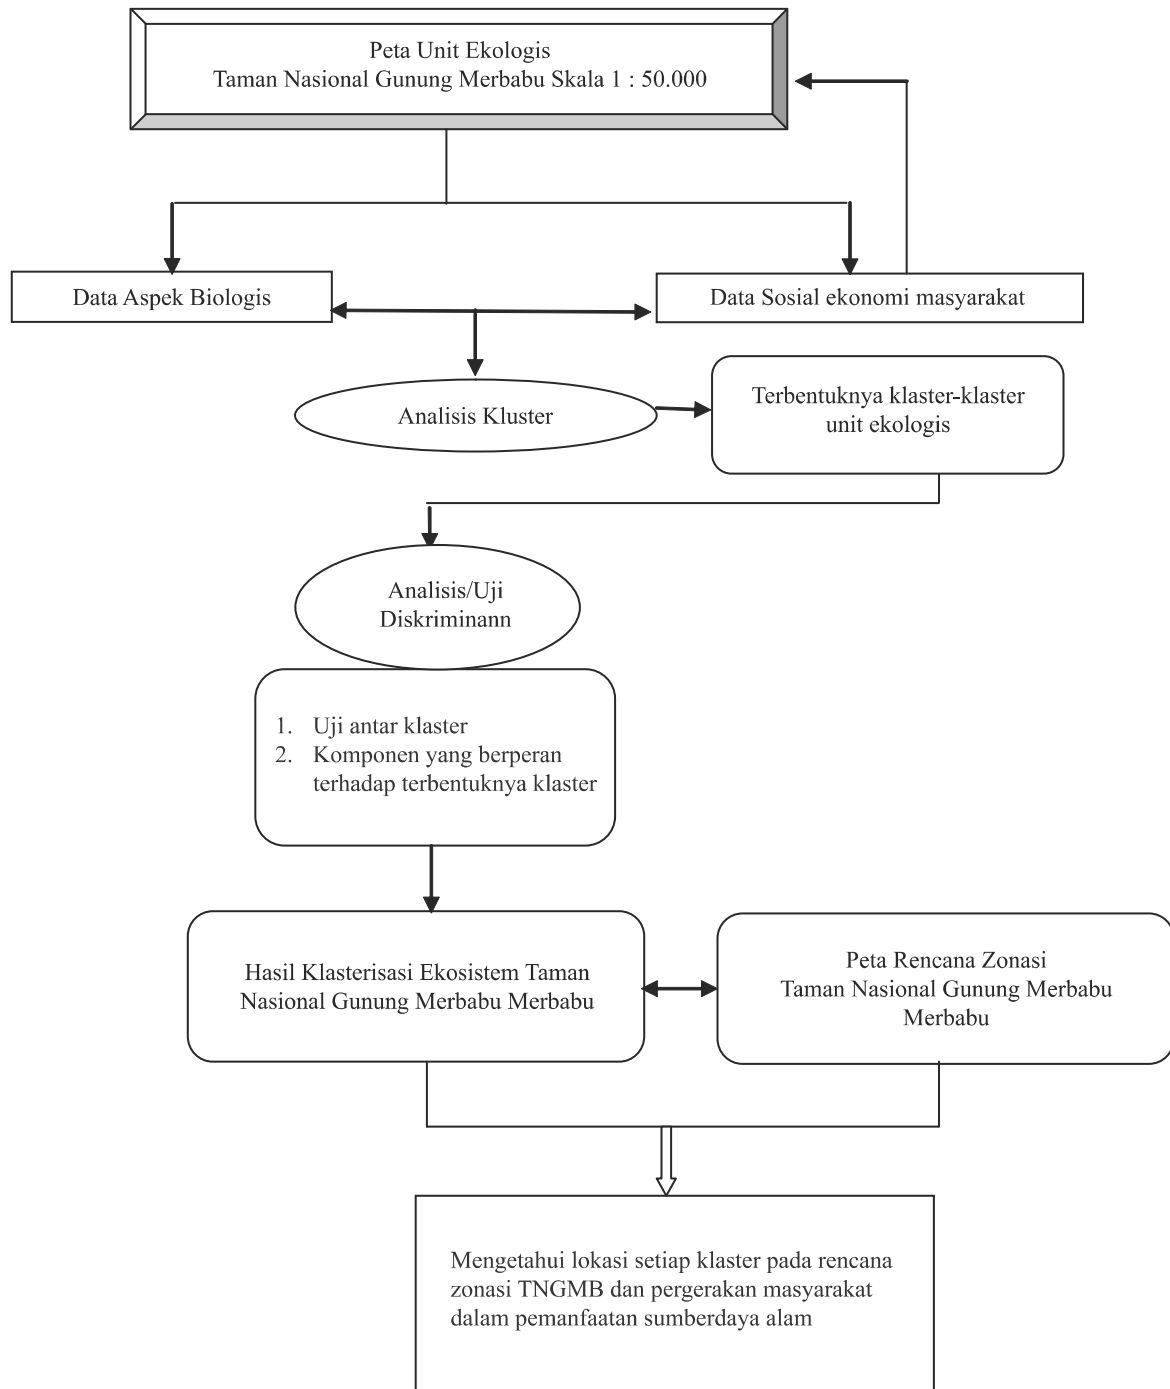 Peta Unit Ekologis
Taman Nasional Gunung Merbabu Skala 1 : 50.000
Data Aspek Biologis
Data Sosial ekonomi masyarakat
Analisis Kluster
Terbentuknya klaster-klaster
unit ekologis
Analisis/Uji
Diskriminann
1. Uji antar klaster
2. Komponen yang berperan
terhadap terbentuknya klaster
Hasil Klasterisasi Ekosistem Taman
Nasional Gunung Merbabu Merbabu
Peta Rencana Zonasi
Taman Nasional Gunung Merbabu
Merbabu
Mengetahui lokasi setiap klaster pada rencana
zonasi TNGMB dan pergerakan masyarakat
dalam pemanfaatan sumberdaya alam